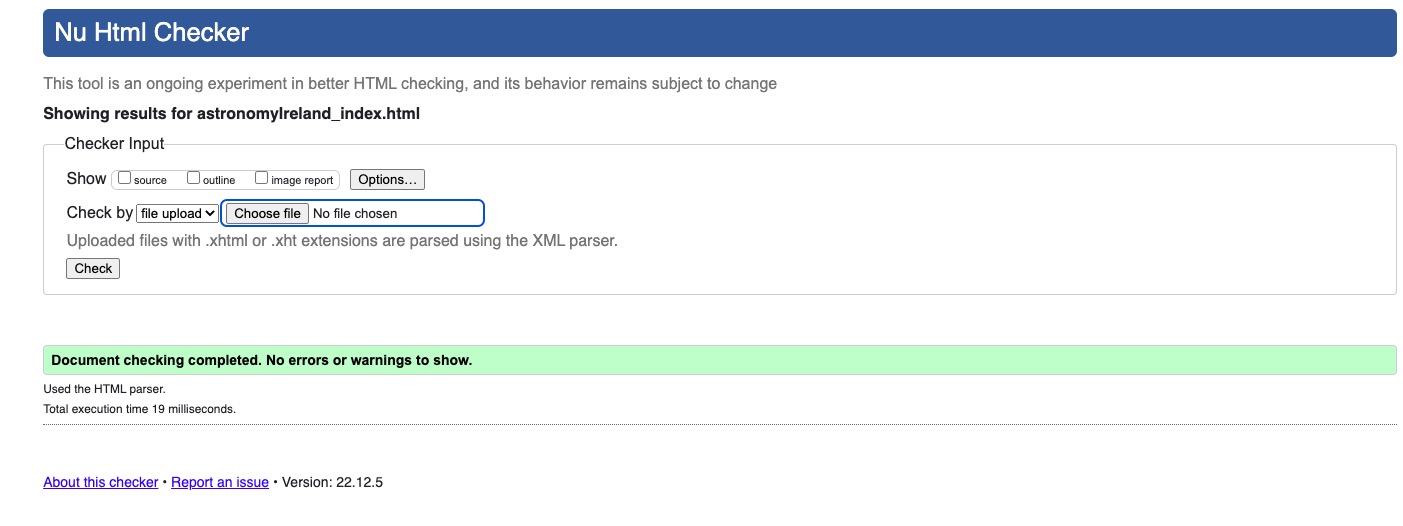 Nu Html Checker
This tool is an ongoing experiment in better HTML checking, and its behavior remains subject to change
Showing results for astronomyIreland_index.html
Checker Input
Show source outline image report Options...
Check by file upload Choose file No file chosen
Uploaded files with .xhtml or .xht extensions are parsed using the XML parser.
Check
Document checking completed. No errors or warnings to show.
Used the HTML parser.
Total execution time 19 milliseconds.
About this checker • Report an issue • Version: 22.12.5